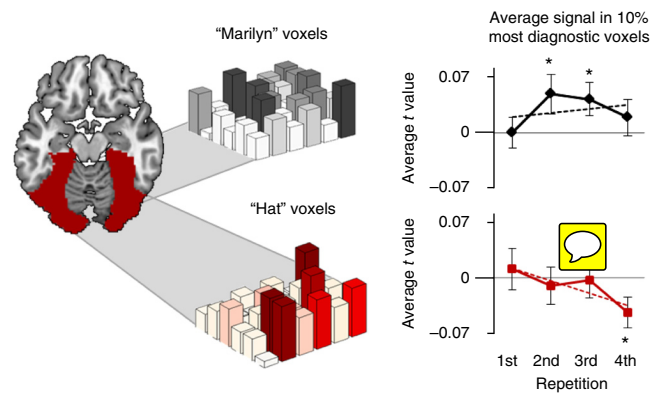 Average signal in 10%
most diagnostic voxels
“Marilyn” voxels
Average t value
0.07
0
–0.07
*
*
“Hat” voxels
Average t value
0.07
0
–0.07
*
1st 2nd 3rd 4th
Repetition